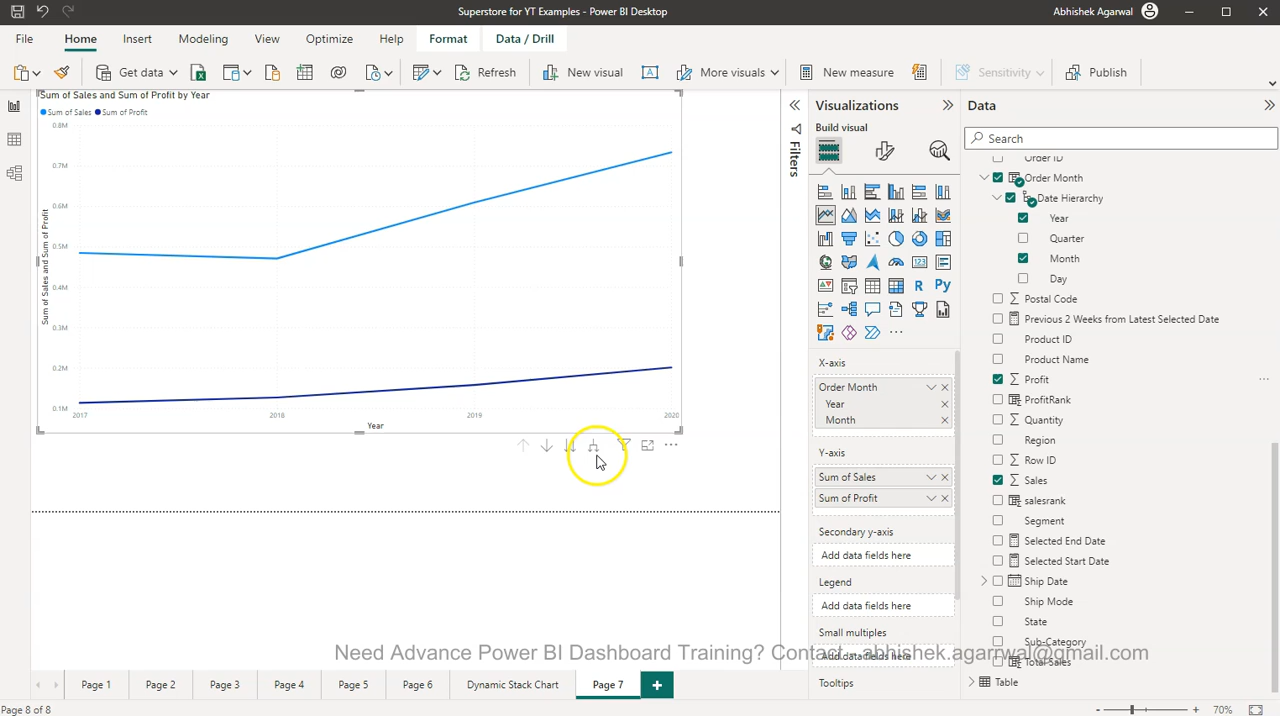 Superstore for YT Examples - Power BI Desktop
Abhishek Agarwal
File Home Insert Modeling View Optimize Help Format Data / Drill
Get data Refresh New visual More visuals New measure Sensitivity Publish
Sum of Sales and Sum of Profit by Year
Sum of Sales Sum of Profit
0.8M
0.7M
0.6M
0.5M
0.4M
0.3M
0.2M
0.1M
Sum of Sales and Sum of Profit
2017 2018 2019 2020
Year
Filters
Visualizations
Build visual
R Py
X-axis
Order Month
Year
Month
Y-axis
Sum of Sales
Sum of Profit
Secondary y-axis
Add data fields here
Legend
Add data fields here
Small multiples
Add data fields here
Tooltips
Data
Search
Order ID
Order Month
Date Hierarchy
Year
Quarter
Month
Day
Postal Code
Previous 2 Weeks from Latest Selected Date
Product ID
Product Name
Profit
ProfitRank
Quantity
Region
Row ID
Sales
salesrank
Segment
Selected End Date
Selected Start Date
Ship Date
Ship Mode
State
Sub-Category
Total Sales
Table
Need Advance Power BI Dashboard Training? Contact - abhishek.agarrwal@gmail.com
Page 1 Page 2 Page 3 Page 4 Page 5 Page 6 Dynamic Stack Chart Page 7 +
Page 8 of 8
- + 70%